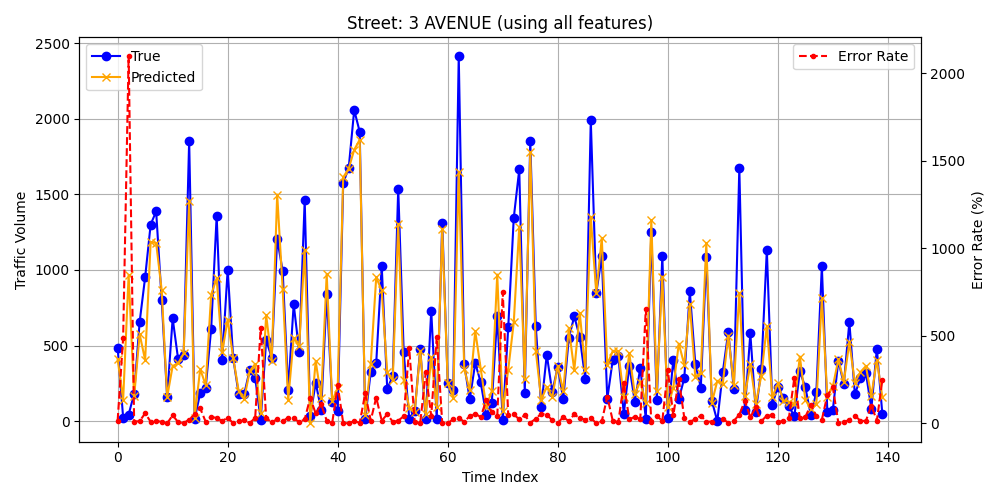 Street: 3 AVENUE (using all features)
True
Predicted
Error Rate
2500
2000
1500
1000
500
0
Traffic Volume
2000
1500
1000
500
0
Error Rate (%)
0 20 40 60 80 100 120 140
Time Index